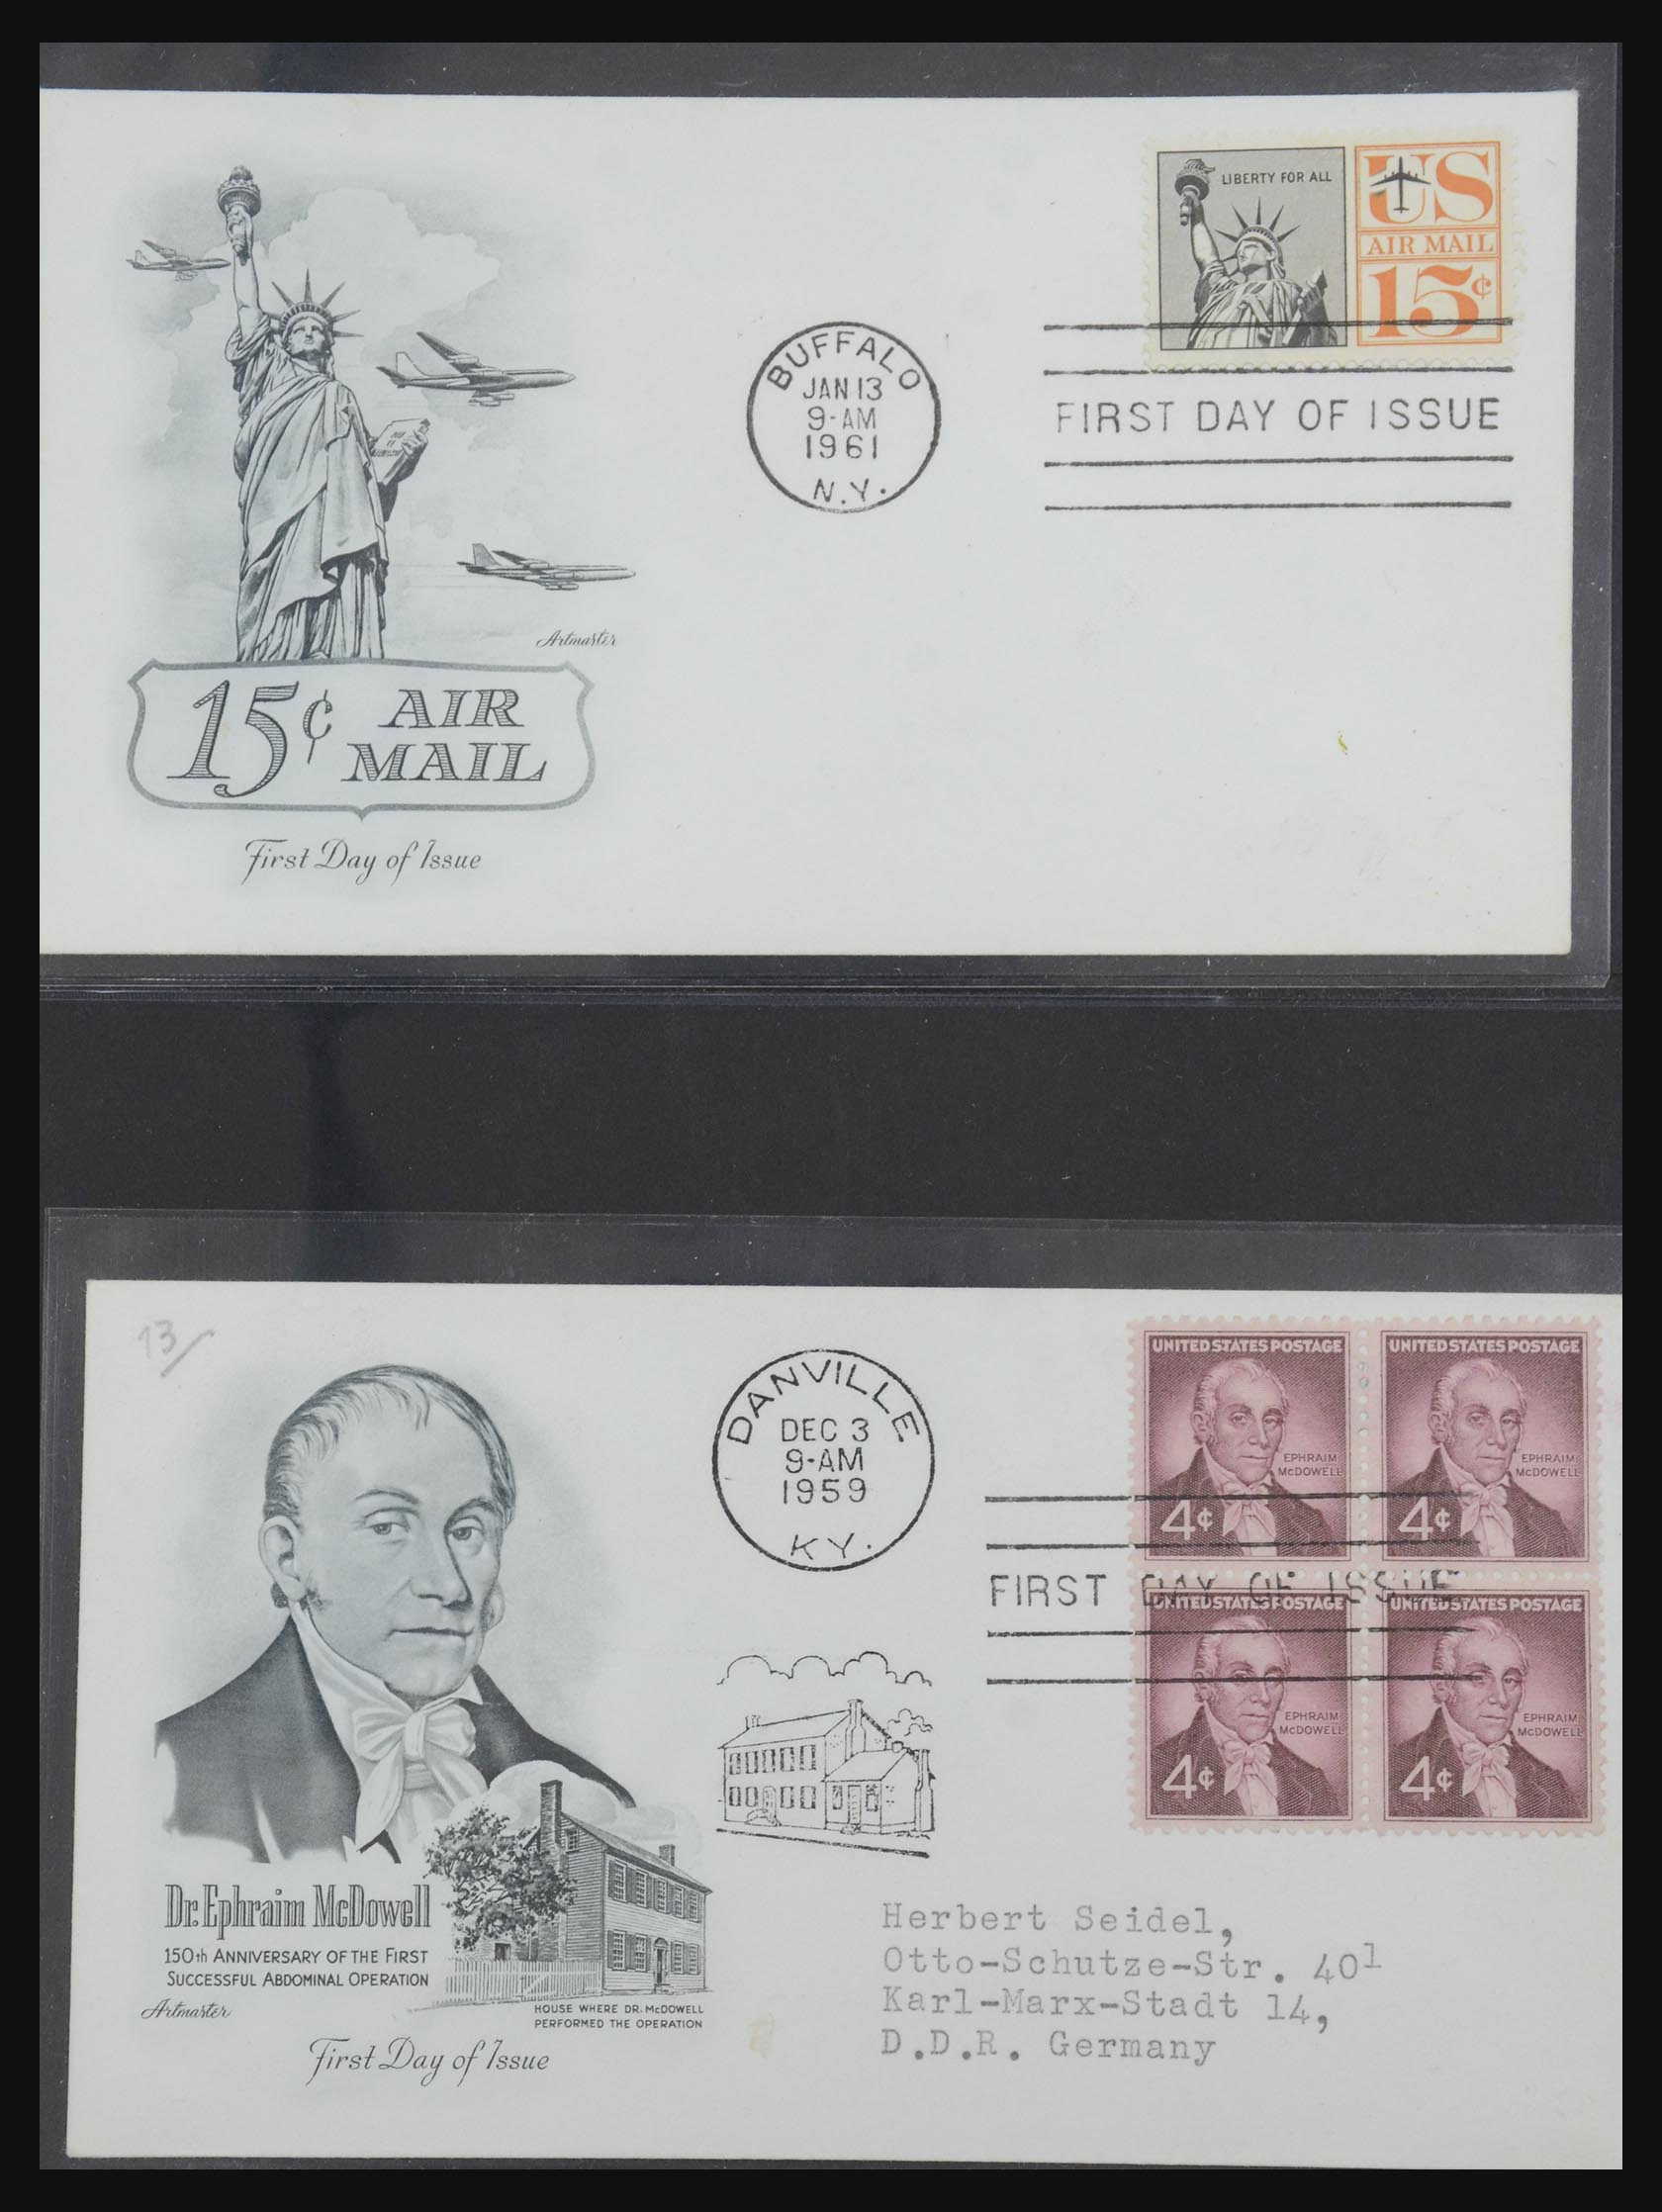 LIBERTY FOR ALL
US
AIR MAIL
15¢
BUFFALO
JAN 13
9-AM
1961
N.Y.
FIRST DAY OF ISSUE
Artmaster
15¢ AIR
MAIL
First Day of Issue
13
DANVILLE
DEC 3
9-AM
1959
KY.
UNITED STATES POSTAGE
EPHRAIM
McDOWELL
4¢
UNITED STATES POSTAGE
EPHRAIM
McDOWELL
4¢
FIRST DAY OF ISSUE
UNITED STATES POSTAGE
EPHRAIM
McDOWELL
4¢
UNITED STATES POSTAGE
EPHRAIM
McDOWELL
4¢
Dr. Ephraim McDowell
150th ANNIVERSARY OF THE FIRST
SUCCESSFUL ABDOMINAL OPERATION
Artmaster
HOUSE WHERE DR. McDOWELL
PERFORMED THE OPERATION
First Day of Issue
Herbert Seidel,
Otto-Schutze-Str. 40l
Karl-Marx-Stadt 14,
D.D.R. Germany